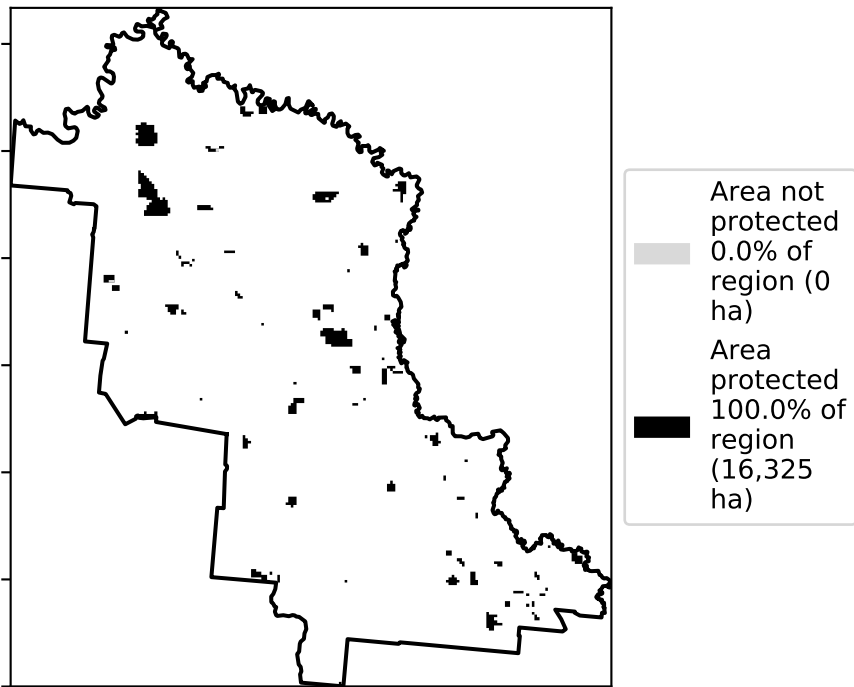 Area not
protected
0.0% of
region (0
ha)
Area
protected
100.0% of
region
(16,325
ha)